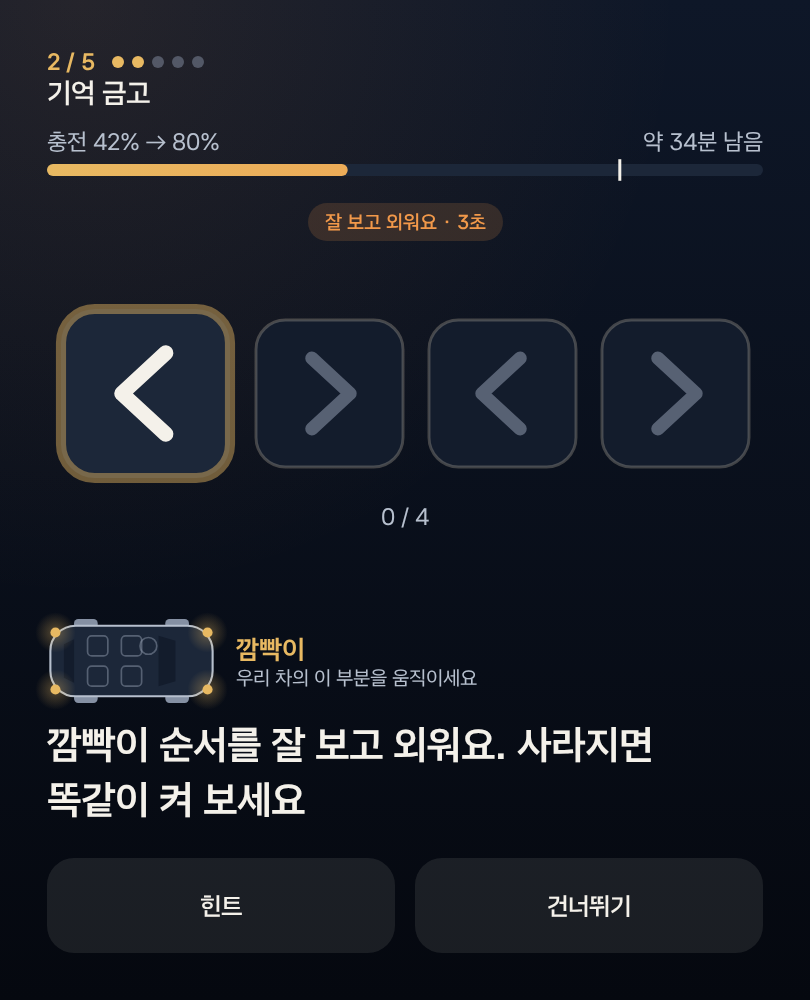 2 / 5
기억 금고
충전 42% → 80%
약 34분 남음
잘 보고 외워요 · 3초
0 / 4
깜빡이
우리 차의 이 부분을 움직이세요
깜빡이 순서를 잘 보고 외워요. 사라지면
똑같이 켜 보세요
힌트
건너뛰기